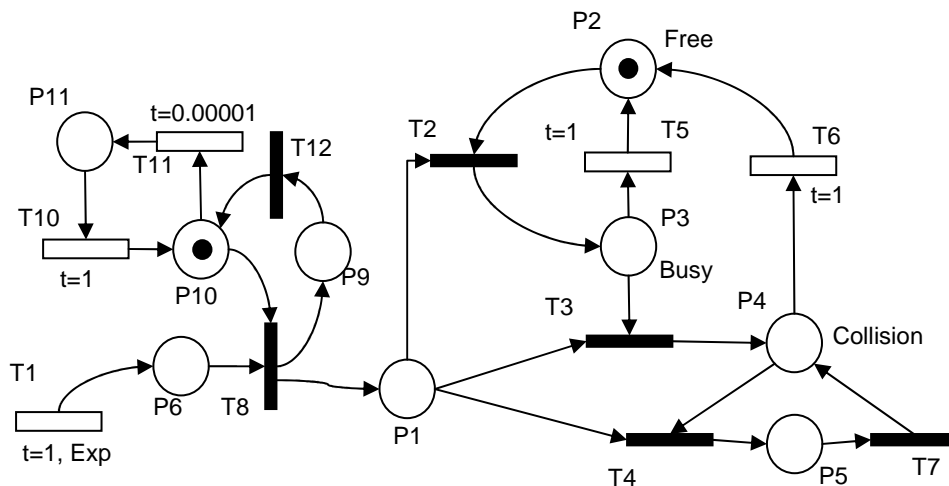 P2
Free
P11
t=0.00001
T2
t=1
T5
T6
T11
T12
T10
P3
t=1
t=1
P10
P9
Busy
P4
T3
Collision
T1
P6
T8
P1
t=1, Exp
T4
P5
T7